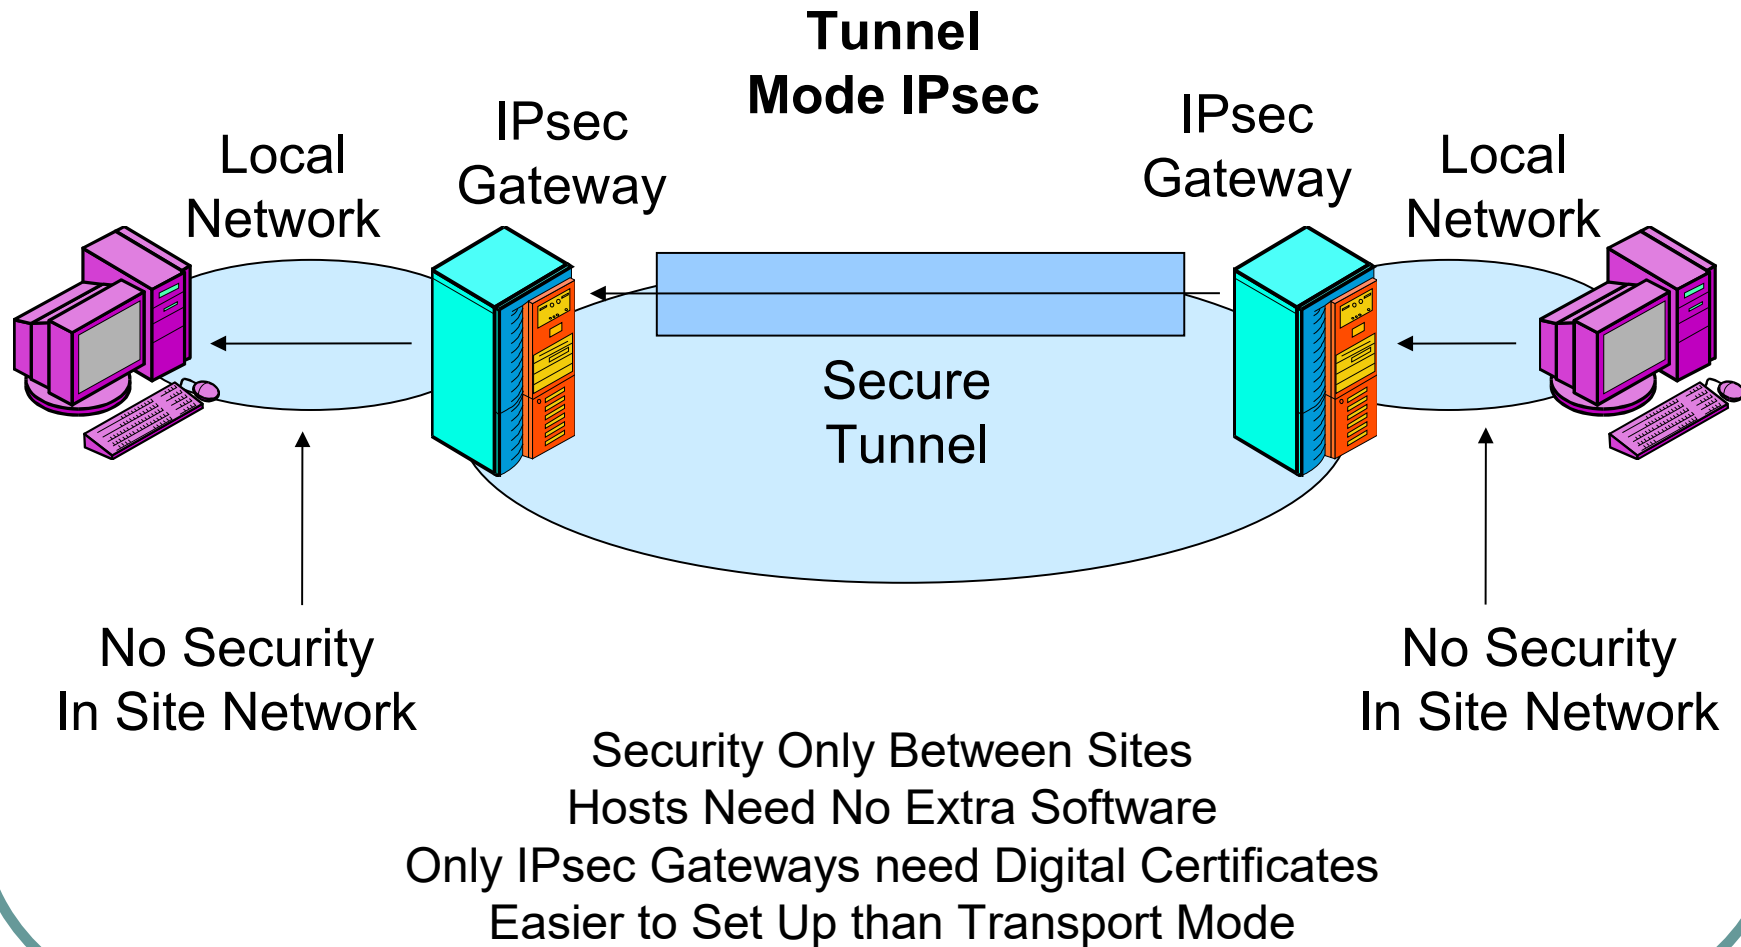 Tunnel
Mode IPsec
IPsec
Gateway
IPsec
Gateway
Local
Network
Local
Network
Secure
Tunnel
No Security
In Site Network
No Security
In Site Network
Security Only Between Sites
Hosts Need No Extra Software
Only IPsec Gateways need Digital Certificates
Easier to Set Up than Transport Mode